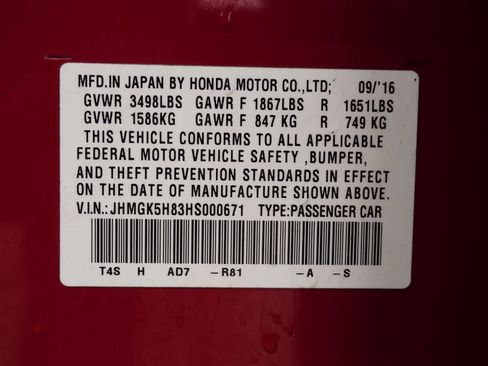 MFD.IN JAPAN BY HONDA MOTOR CO.,LTD; 09/'16
GVWR 3498LBS GAWR F 1867LBS R 1651LBS
GVWR 1586KG GAWR F 847 KG R 749 KG
THIS VEHICLE CONFORMS TO ALL APPLICABLE
FEDERAL MOTOR VEHICLE SAFETY ,BUMPER,
AND THEFT PREVENTION STANDARDS IN EFFECT
ON THE DATE OF MANUFACTURE SHOWN ABOVE.
V.I.N.: JHMGK5H83HS000671 TYPE:PASSENGER CAR
T4S H AD7 -R81 -A -S